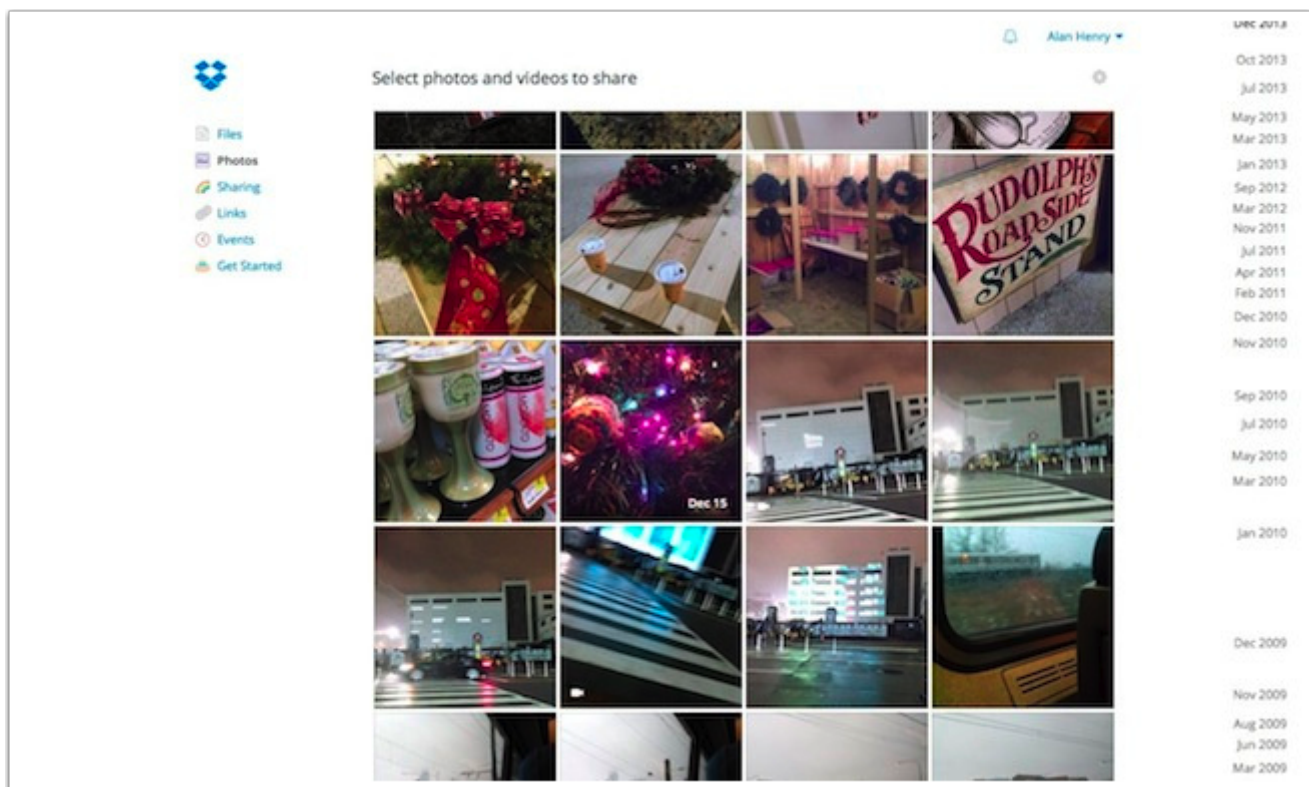 Alan Henry
Select photos and videos to share
Files
Photos
Sharing
Links
Events
Get Started
RUDOLPH'S
ROADSIDE
STAND
Dec 15
Dec 2013
Oct 2013
Jul 2013
May 2013
Mar 2013
Jan 2013
Sep 2012
Mar 2012
Nov 2011
Jul 2011
Apr 2011
Feb 2011
Dec 2010
Nov 2010
Sep 2010
Jul 2010
May 2010
Mar 2010
Jan 2010
Dec 2009
Nov 2009
Aug 2009
Jun 2009
Mar 2009